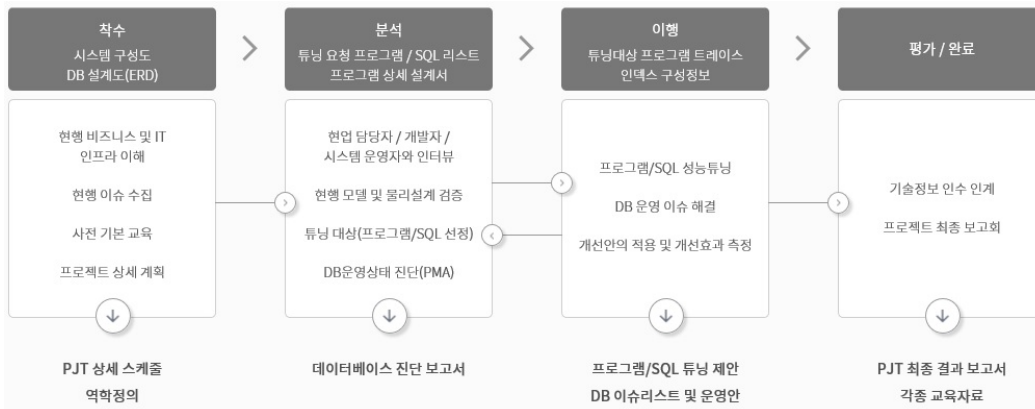 착수
시스템 구성도
DB 설계도(ERD)
분석
튜닝 요청 프로그램 / SQL 리스트
프로그램 상세 설계서
이행
튜닝대상 프로그램 트레이스
인덱스 구성정보
평가 / 완료
현행 비즈니스 및 IT
인프라 이해
현행 이슈 수집
사전 기본 교육
프로젝트 상세 계획
현업 담당자 / 개발자 /
시스템 운영자와 인터뷰
현행 모델 및 물리설계 검증
튜닝 대상(프로그램/SQL 선정)
DB운영상태 진단(PMA)
프로그램/SQL 성능튜닝
DB 운영 이슈 해결
개선안의 적용 및 개선효과 측정
기술정보 인수 인계
프로젝트 최종 보고회
PJT 상세 스케줄
역학정의
데이터베이스 진단 보고서
프로그램/SQL 튜닝 제안
DB 이슈리스트 및 운영안
PJT 최종 결과 보고서
각종 교육자료